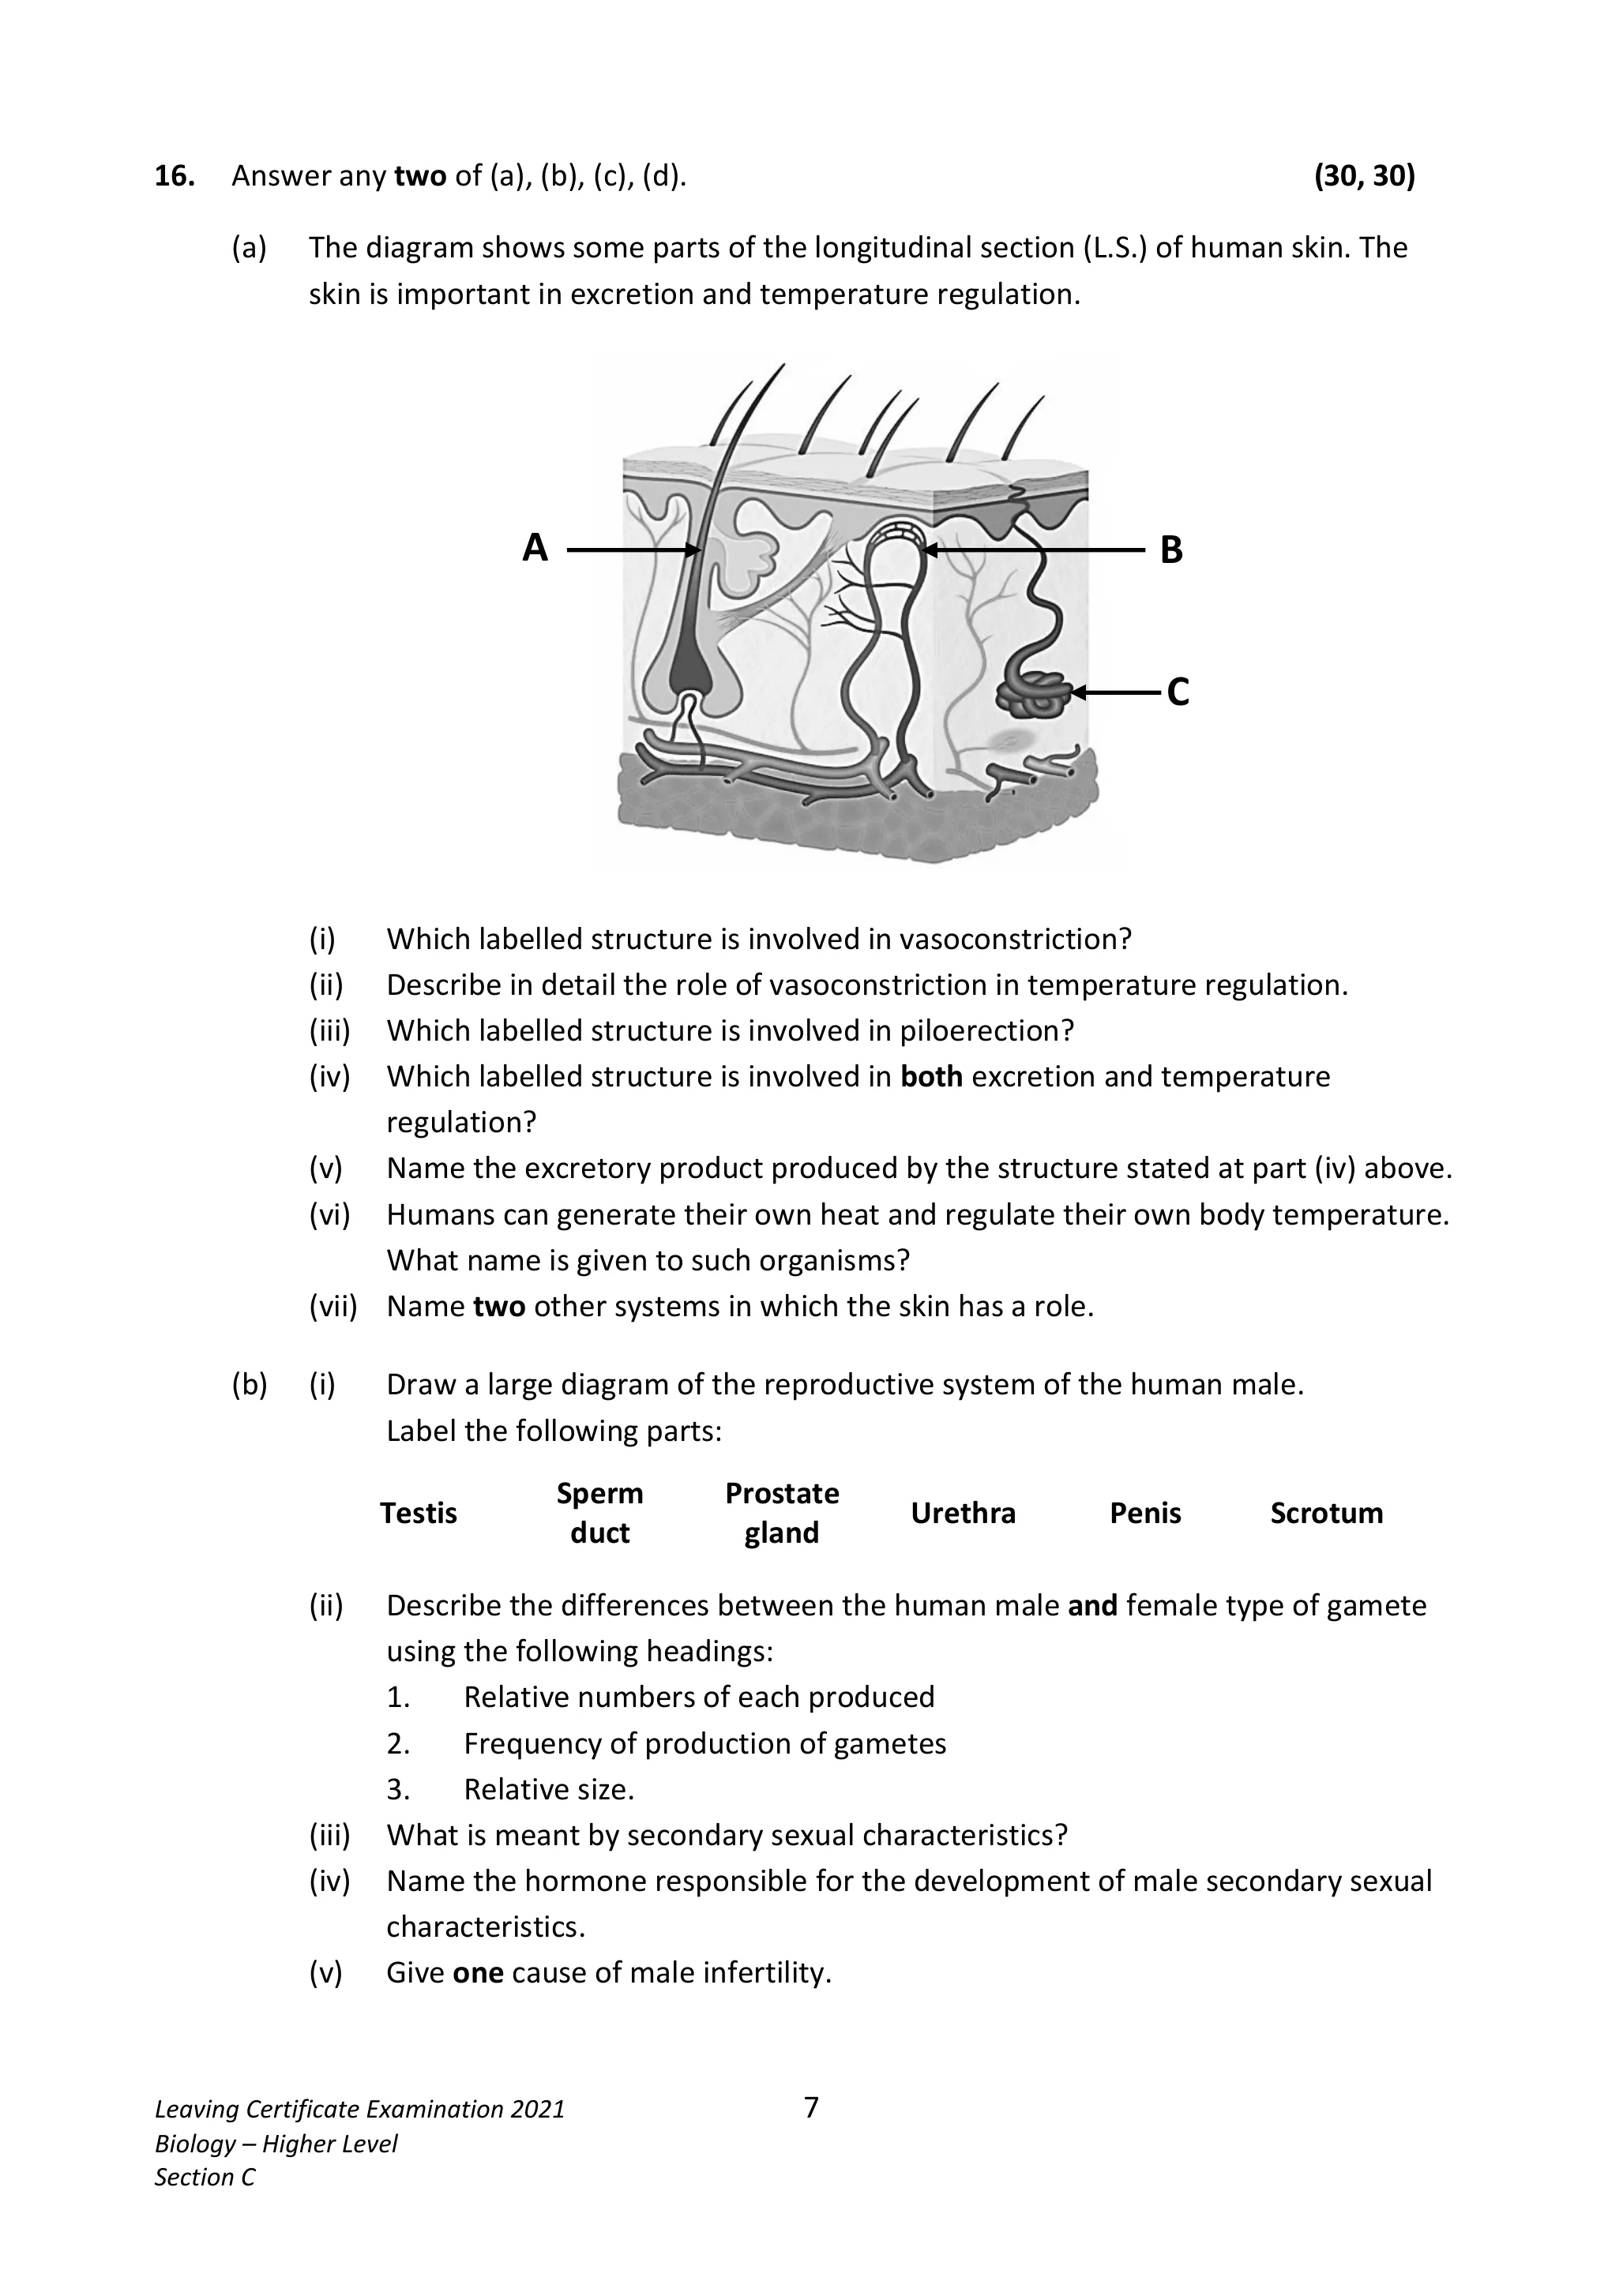 16. Answer any two of (a), (b), (c), (d). (30, 30)
(a) The diagram shows some parts of the longitudinal section (L.S.) of human skin. The
skin is important in excretion and temperature regulation.
A
B
C
(i) Which labelled structure is involved in vasoconstriction?
(ii) Describe in detail the role of vasoconstriction in temperature regulation.
(iii) Which labelled structure is involved in piloerection?
(iv) Which labelled structure is involved in both excretion and temperature
regulation?
(v) Name the excretory product produced by the structure stated at part (iv) above.
(vi) Humans can generate their own heat and regulate their own body temperature.
What name is given to such organisms?
(vii) Name two other systems in which the skin has a role.
(b) (i) Draw a large diagram of the reproductive system of the human male.
Label the following parts:
Testis Sperm duct Prostate gland Urethra Penis Scrotum
(ii) Describe the differences between the human male and female type of gamete
using the following headings:
1. Relative numbers of each produced
2. Frequency of production of gametes
3. Relative size.
(iii) What is meant by secondary sexual characteristics?
(iv) Name the hormone responsible for the development of male secondary sexual
characteristics.
(v) Give one cause of male infertility.
Leaving Certificate Examination 2021 7
Biology – Higher Level
Section C